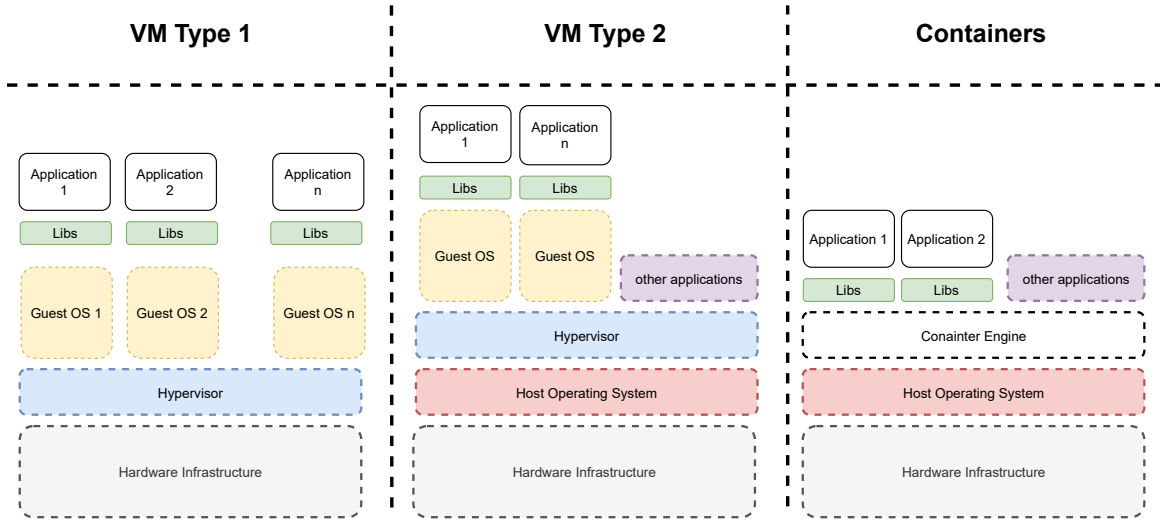 VM Type 1
VM Type 2
Containers
Application
1
Application
2
Application
n
Libs
Libs
Libs
Guest OS 1
Guest OS 2
Guest OS n
Hypervisor
Hardware Infrastructure
Application
1
Application
n
Libs
Libs
Guest OS
Guest OS
other applications
Hypervisor
Host Operating System
Hardware Infrastructure
Application 1
Application 2
Libs
Libs
other applications
Conainter Engine
Host Operating System
Hardware Infrastructure